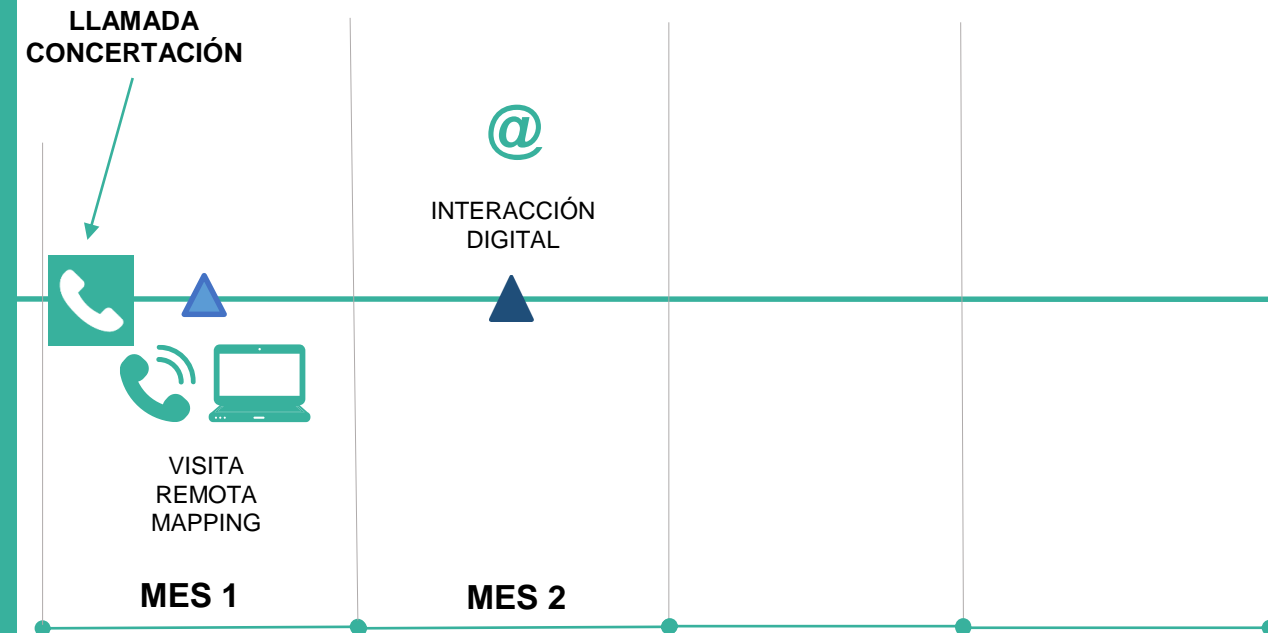 LLAMADA
CONCERTACIÓN
@
INTERACCIÓN
DIGITAL
VISITA
REMOTA
MAPPING
MES 1
MES 2